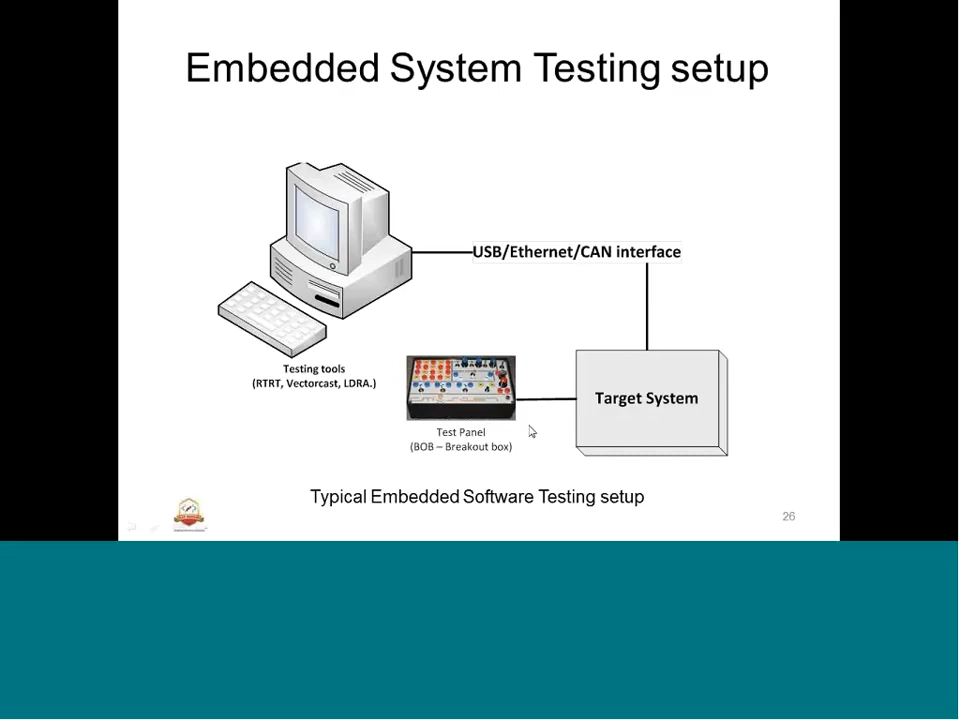 Embedded System Testing setup
USB/Ethernet/CAN interface
Testing tools
(RTRT, Vectorcast, LDRA.)
Target System
Test Panel
(BOB – Breakout box)
Typical Embedded Software Testing setup
26